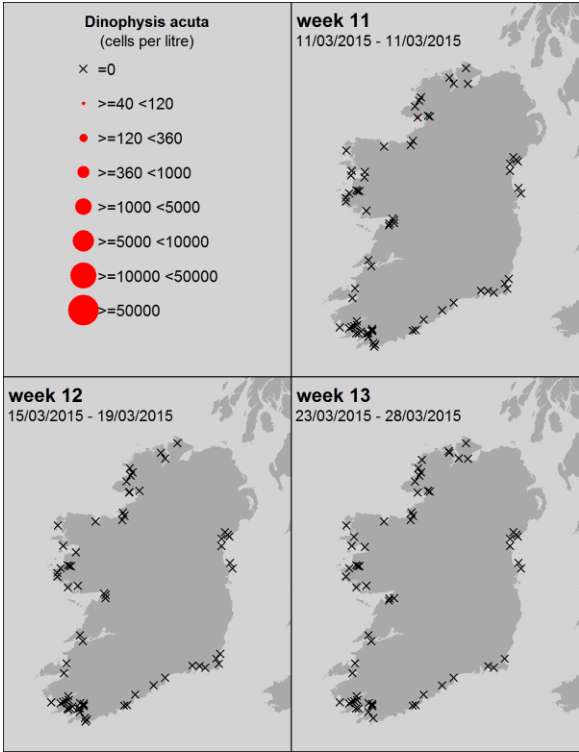 Dinophysis acuta
(cells per litre)
=0
>=40 <120
>=120 <360
>=360 <1000
>=1000 <5000
>=5000 <10000
>=10000 <50000
>=50000
week 11
11/03/2015 - 11/03/2015
week 12
15/03/2015 - 19/03/2015
week 13
23/03/2015 - 28/03/2015